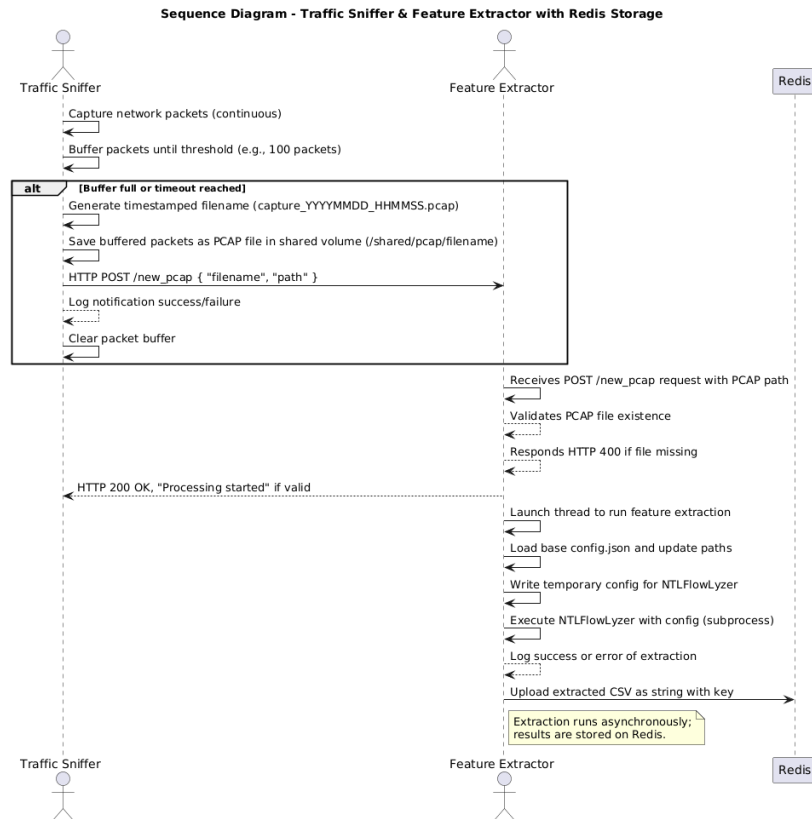 Sequence Diagram - Traffic Sniffer & Feature Extractor with Redis Storage
Traffic Sniffer
Feature Extractor
Redis
Capture network packets (continuous)
Buffer packets until threshold (e.g., 100 packets)
alt
[Buffer full or timeout reached]
Generate timestamped filename (capture_YYYYMMDD_HHMMSS.pcap)
Save buffered packets as PCAP file in shared volume (/shared/pcap/filename)
HTTP POST /new_pcap { "filename", "path" }
Log notification success/failure
Clear packet buffer
Receives POST /new_pcap request with PCAP path
Validates PCAP file existence
Responds HTTP 400 if file missing
HTTP 200 OK, "Processing started" if valid
Launch thread to run feature extraction
Load base config.json and update paths
Write temporary config for NTLFlowLyzer
Execute NTLFlowLyzer with config (subprocess)
Log success or error of extraction
Upload extracted CSV as string with key
Extraction runs asynchronously;
results are stored on Redis.
Traffic Sniffer
Feature Extractor
Redis